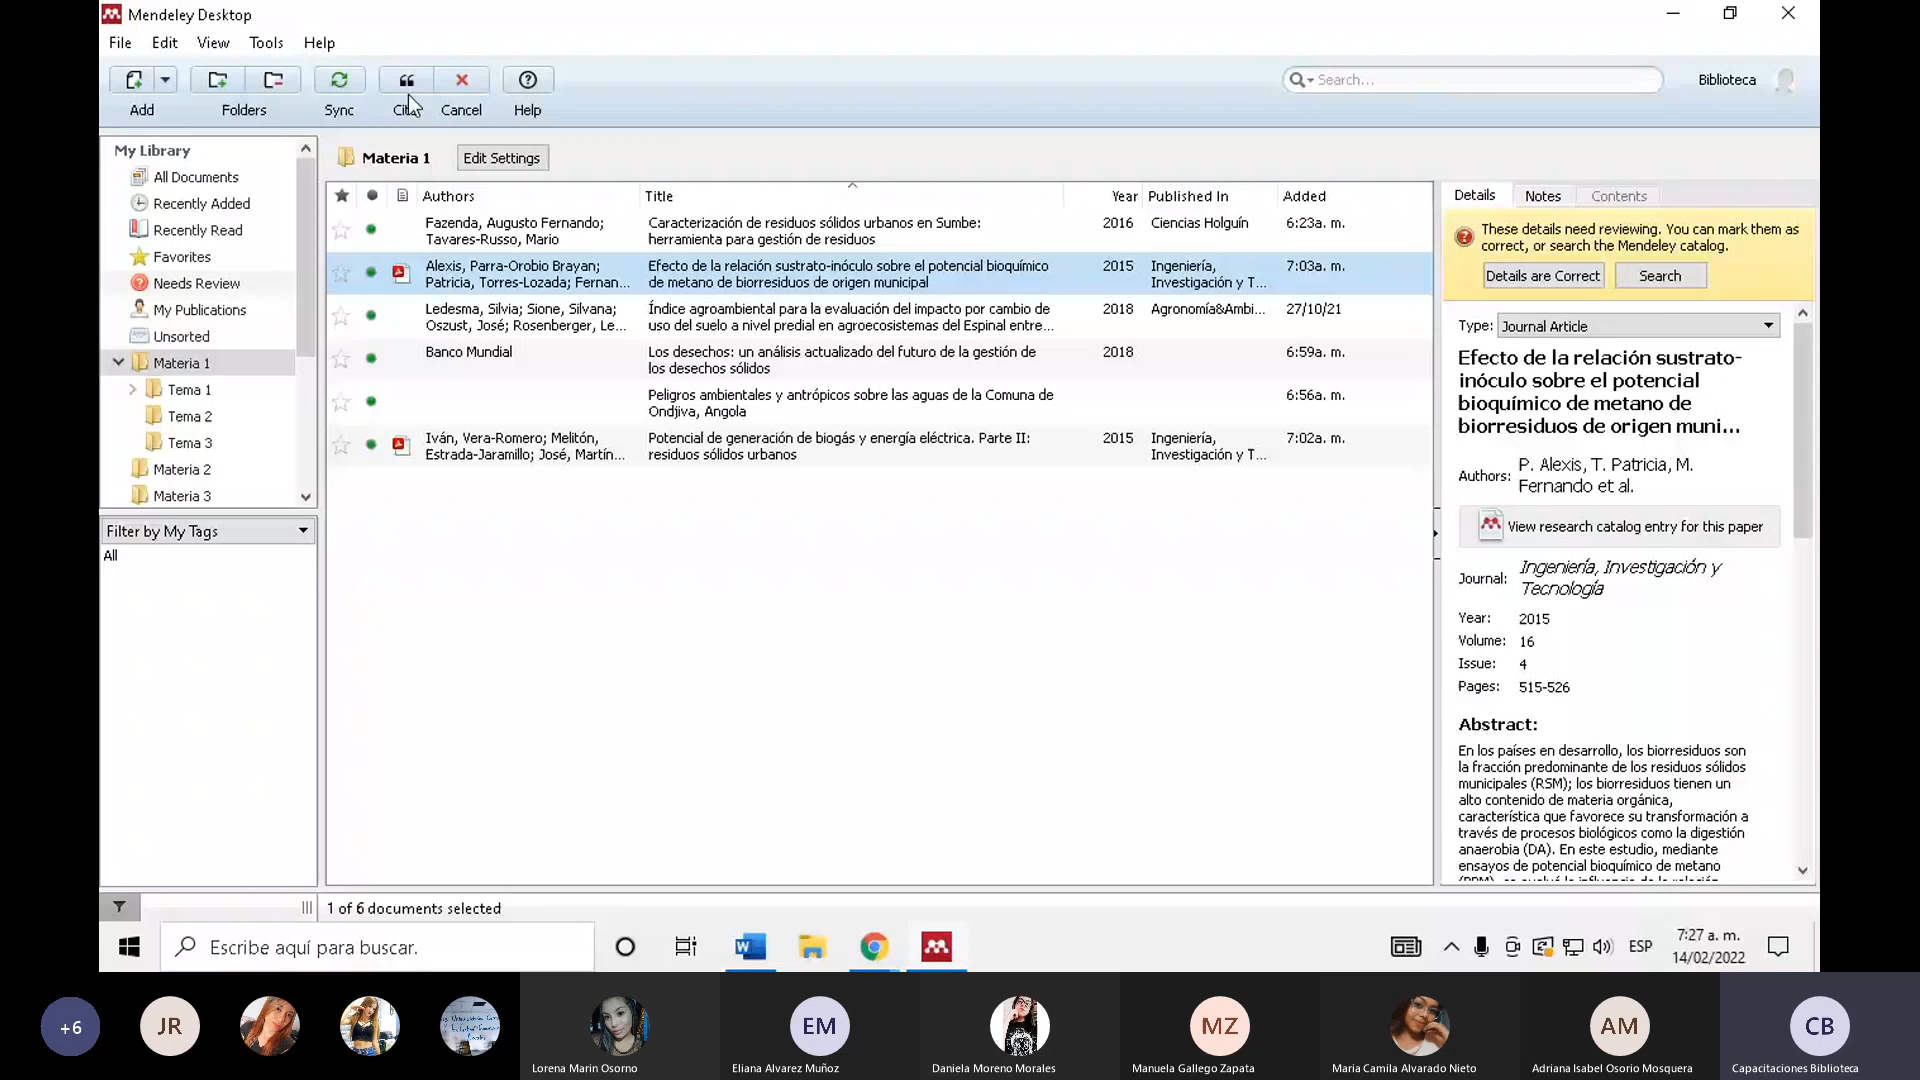 Mendeley Desktop
File Edit View Tools Help
Add Folders Sync Cancel Help
Search...
Biblioteca
My Library
All Documents
Recently Added
Recently Read
Favorites
Needs Review
My Publications
Unsorted
Materia 1
Tema 1
Tema 2
Tema 3
Materia 2
Materia 3
Filter by My Tags
All
Materia 1 Edit Settings
Authors Title Year Published In Added
Fazenda, Augusto Fernando; Caracterización de residuos sólidos urbanos en Sumbe: 2016 Ciencias Holguín 6:23a. m.
Tavares-Russo, Mario herramienta para gestión de residuos
Alexis, Parra-Orobio Brayan; Efecto de la relación sustrato-inóculo sobre el potencial bioquímico 2015 Ingeniería, 7:03a. m.
Patricia, Torres-Lozada; Fernan... de metano de biorresiduos de origen municipal Investigación y T...
Ledesma, Silvia; Sione, Silvana; Índice agroambiental para la evaluación del impacto por cambio de 2018 Agronomía&Ambi... 27/10/21
Oszust, José; Rosenberger, Le... uso del suelo a nivel predial en agroecosistemas del Espinal entre...
Banco Mundial Los desechos: un análisis actualizado del futuro de la gestión de 2018 6:59a. m.
los desechos sólidos
Peligros ambientales y antrópicos sobre las aguas de la Comuna de 6:56a. m.
Ondjiva, Angola
Iván, Vera-Romero; Melitón, Potencial de generación de biogás y energía eléctrica. Parte II: 2015 Ingeniería, 7:02a. m.
Estrada-Jaramillo; José, Martín... residuos sólidos urbanos Investigación y T...
Details Notes Contents
These details need reviewing. You can mark them as
correct, or search the Mendeley catalog.
Details are Correct Search
Type: Journal Article
Efecto de la relación sustrato-
inóculo sobre el potencial
bioquímico de metano de
biorresiduos de origen muni...
Authors: P. Alexis, T. Patricia, M.
Fernando et al.
View research catalog entry for this paper
Journal: Ingeniería, Investigación y
Tecnología
Year: 2015
Volume: 16
Issue: 4
Pages: 515-526
Abstract:
En los países en desarrollo, los biorresiduos son
la fracción predominante de los residuos sólidos
municipales (RSM); los biorresiduos tienen un
alto contenido de materia orgánica,
característica que favorece su transformación a
través de procesos biológicos como la digestión
anaerobia (DA). En este estudio, mediante
ensayos de potencial bioquímico de metano
1 of 6 documents selected
Escribe aquí para buscar.
ESP
7:27 a. m.
14/02/2022
+6
JR
EM
MZ
AM
CB
Lorena Marin Osorno
Eliana Alvarez Muñoz
Daniela Moreno Morales
Manuela Gallego Zapata
Maria Camila Alvarado Nieto
Adriana Isabel Osorio Mosquera
Capacitaciones Biblioteca